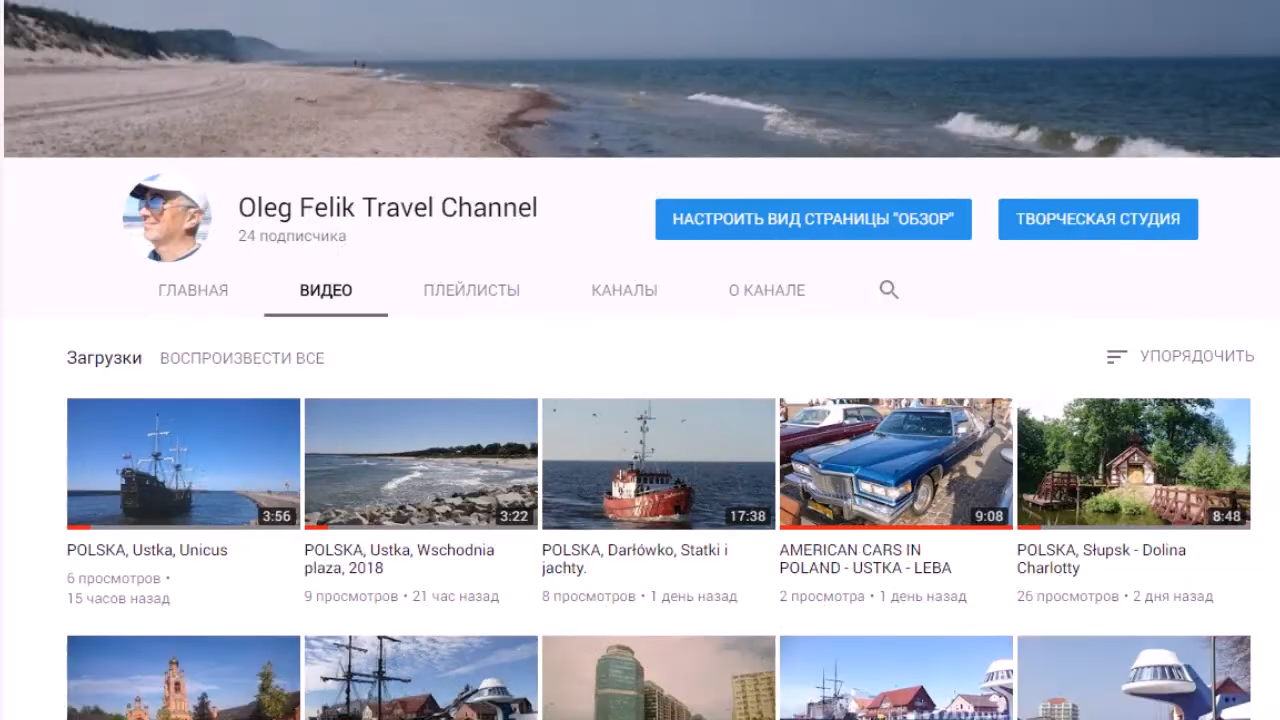 Oleg Felik Travel Channel
24 подписчика
НАСТРОИТЬ ВИД СТРАНИЦЫ "ОБЗОР"
ТВОРЧЕСКАЯ СТУДИЯ
ГЛАВНАЯ ВИДЕО ПЛЕЙЛИСТЫ КАНАЛЫ О КАНАЛЕ
Загрузки ВОСПРОИЗВЕСТИ ВСЕ
УПОРЯДОЧИТЬ
3:56
POLSKA, Ustka, Unicus
6 просмотров •
15 часов назад
3:22
POLSKA, Ustka, Wschodnia
plaza, 2018
9 просмотров • 21 час назад
17:38
POLSKA, Darłówko, Statki i
jachty.
8 просмотров • 1 день назад
9:08
AMERICAN CARS IN
POLAND - USTKA - LEBA
2 просмотра • 1 день назад
8:48
POLSKA, Słupsk - Dolina
Charlotty
26 просмотров • 2 дня назад